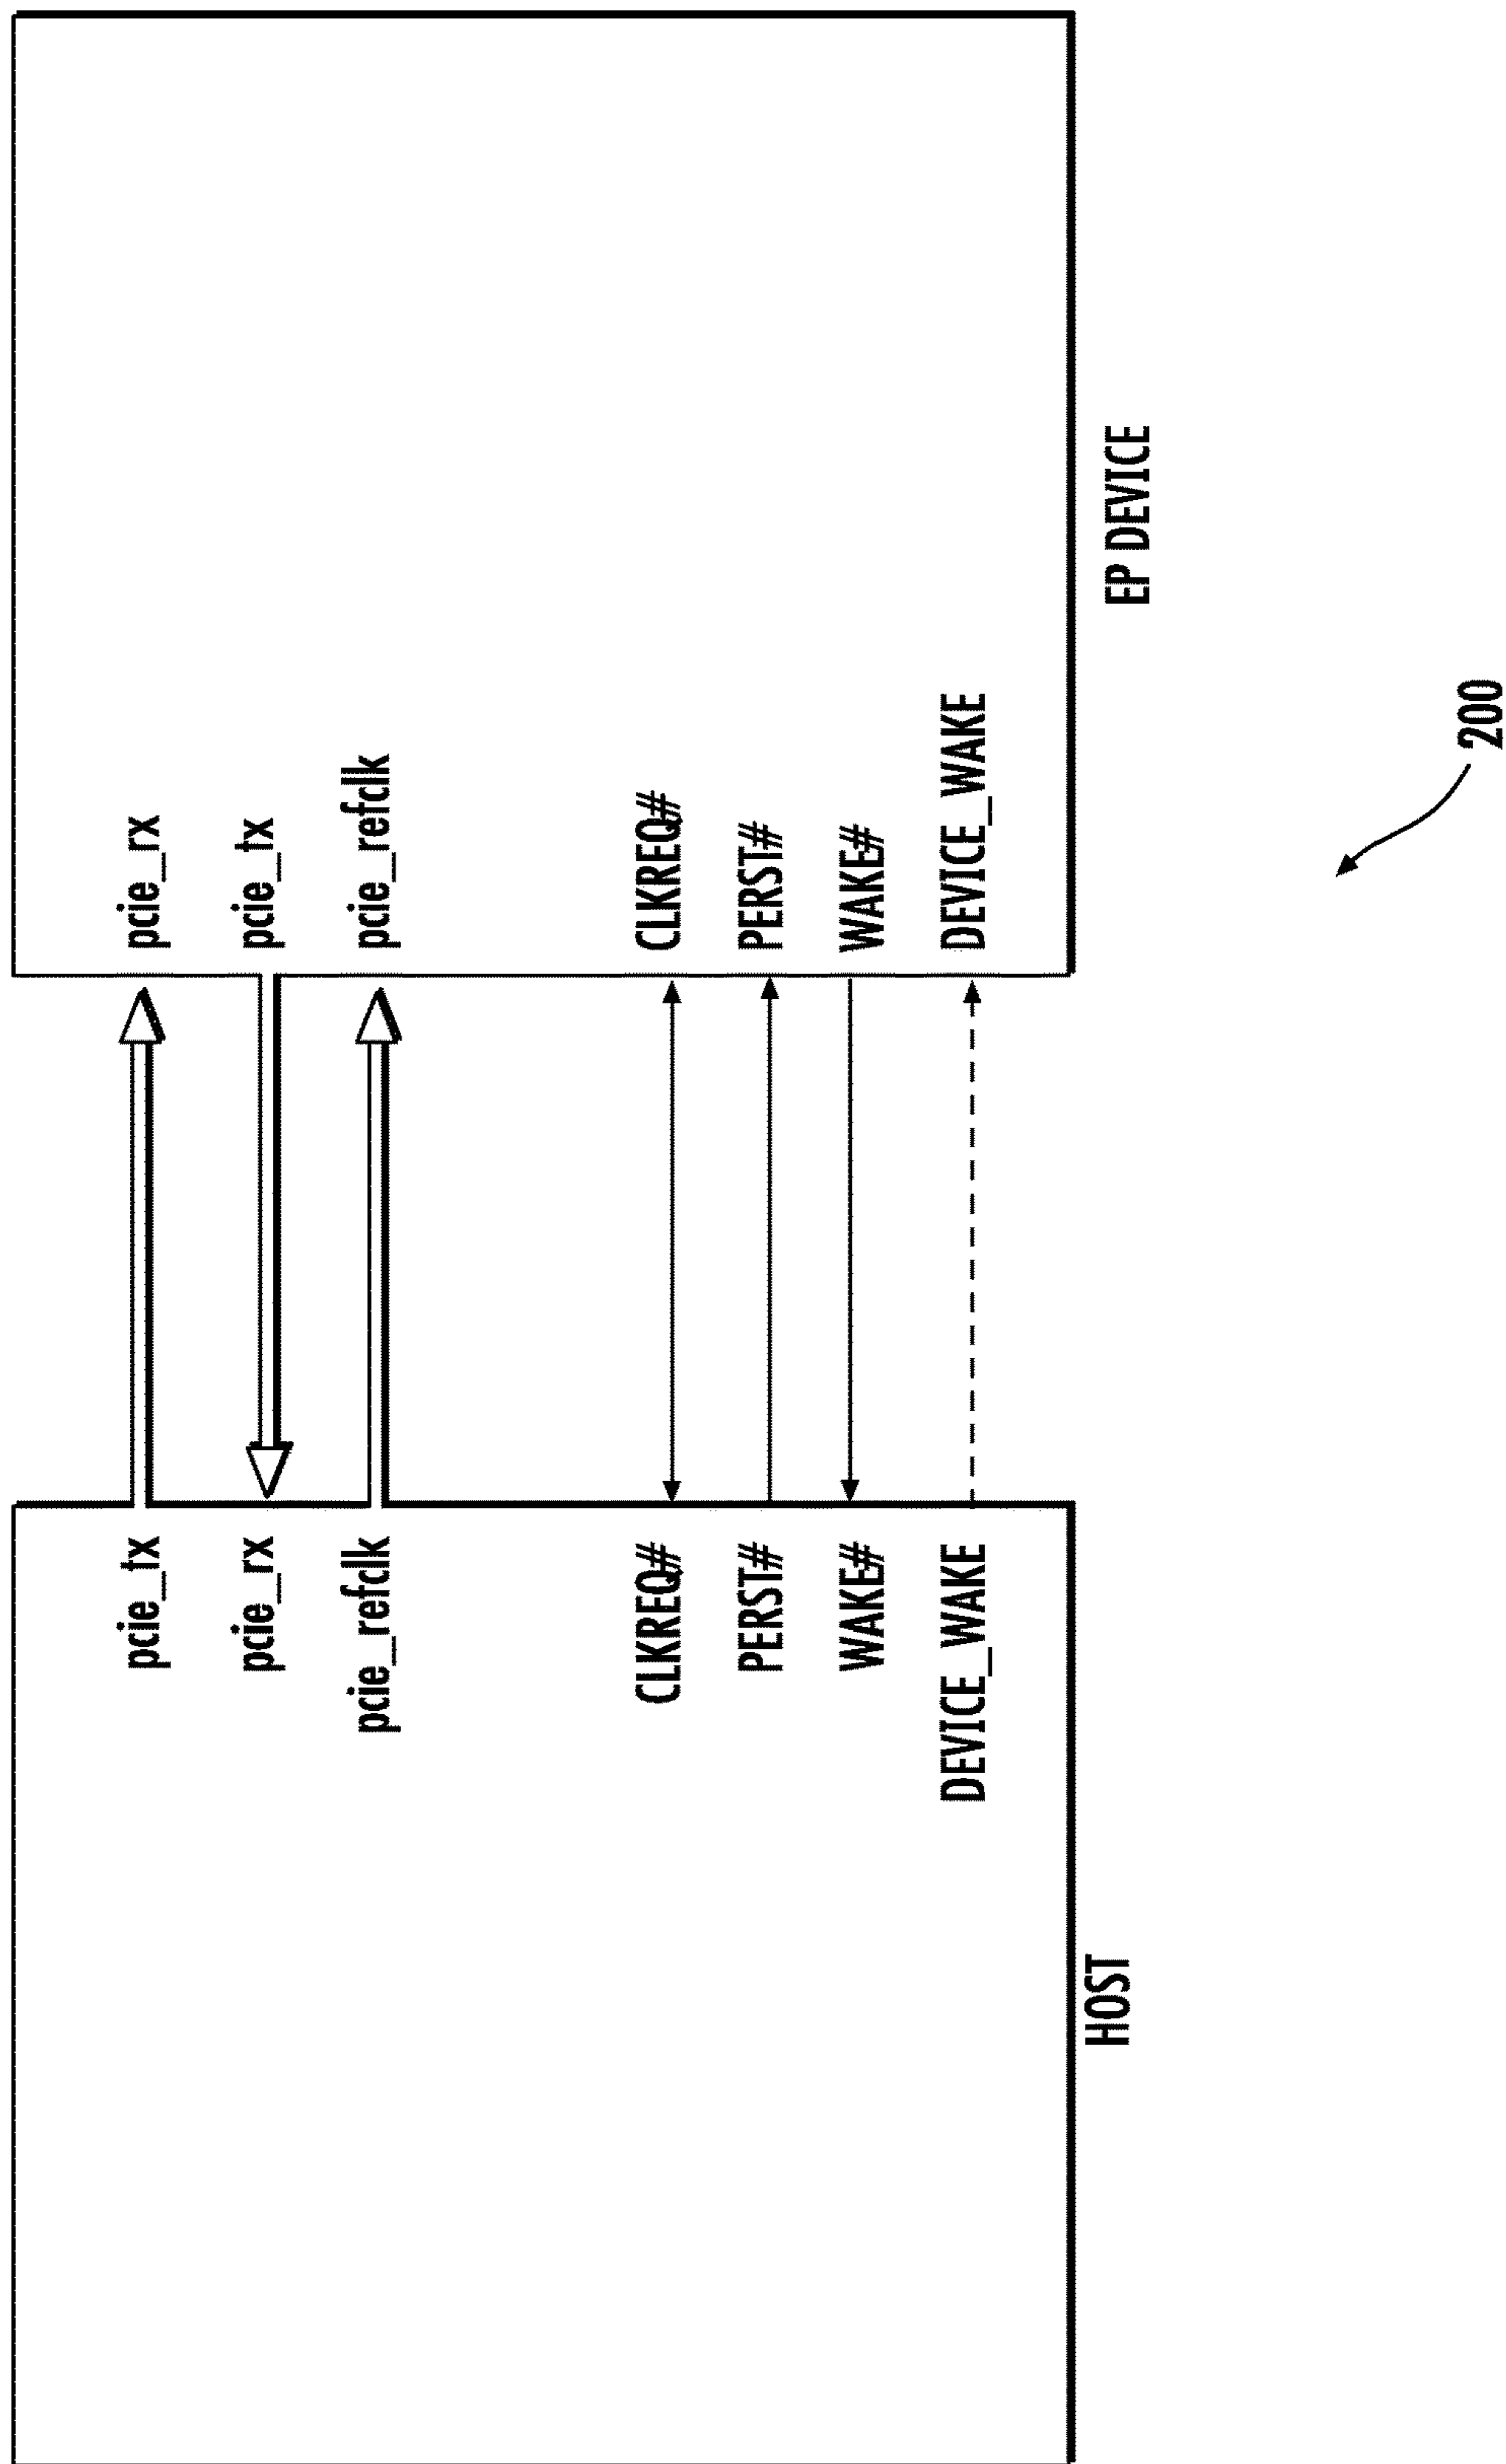 pcie_tx
pcie_rx
pcie_refclk
CLKREQ#
PERST#
WAKE#
DEVICE_WAKE
HOST
pcie_rx
pcie_tx
pcie_refclk
CLKREQ#
PERST#
WAKE#
DEVICE_WAKE
EP DEVICE
200